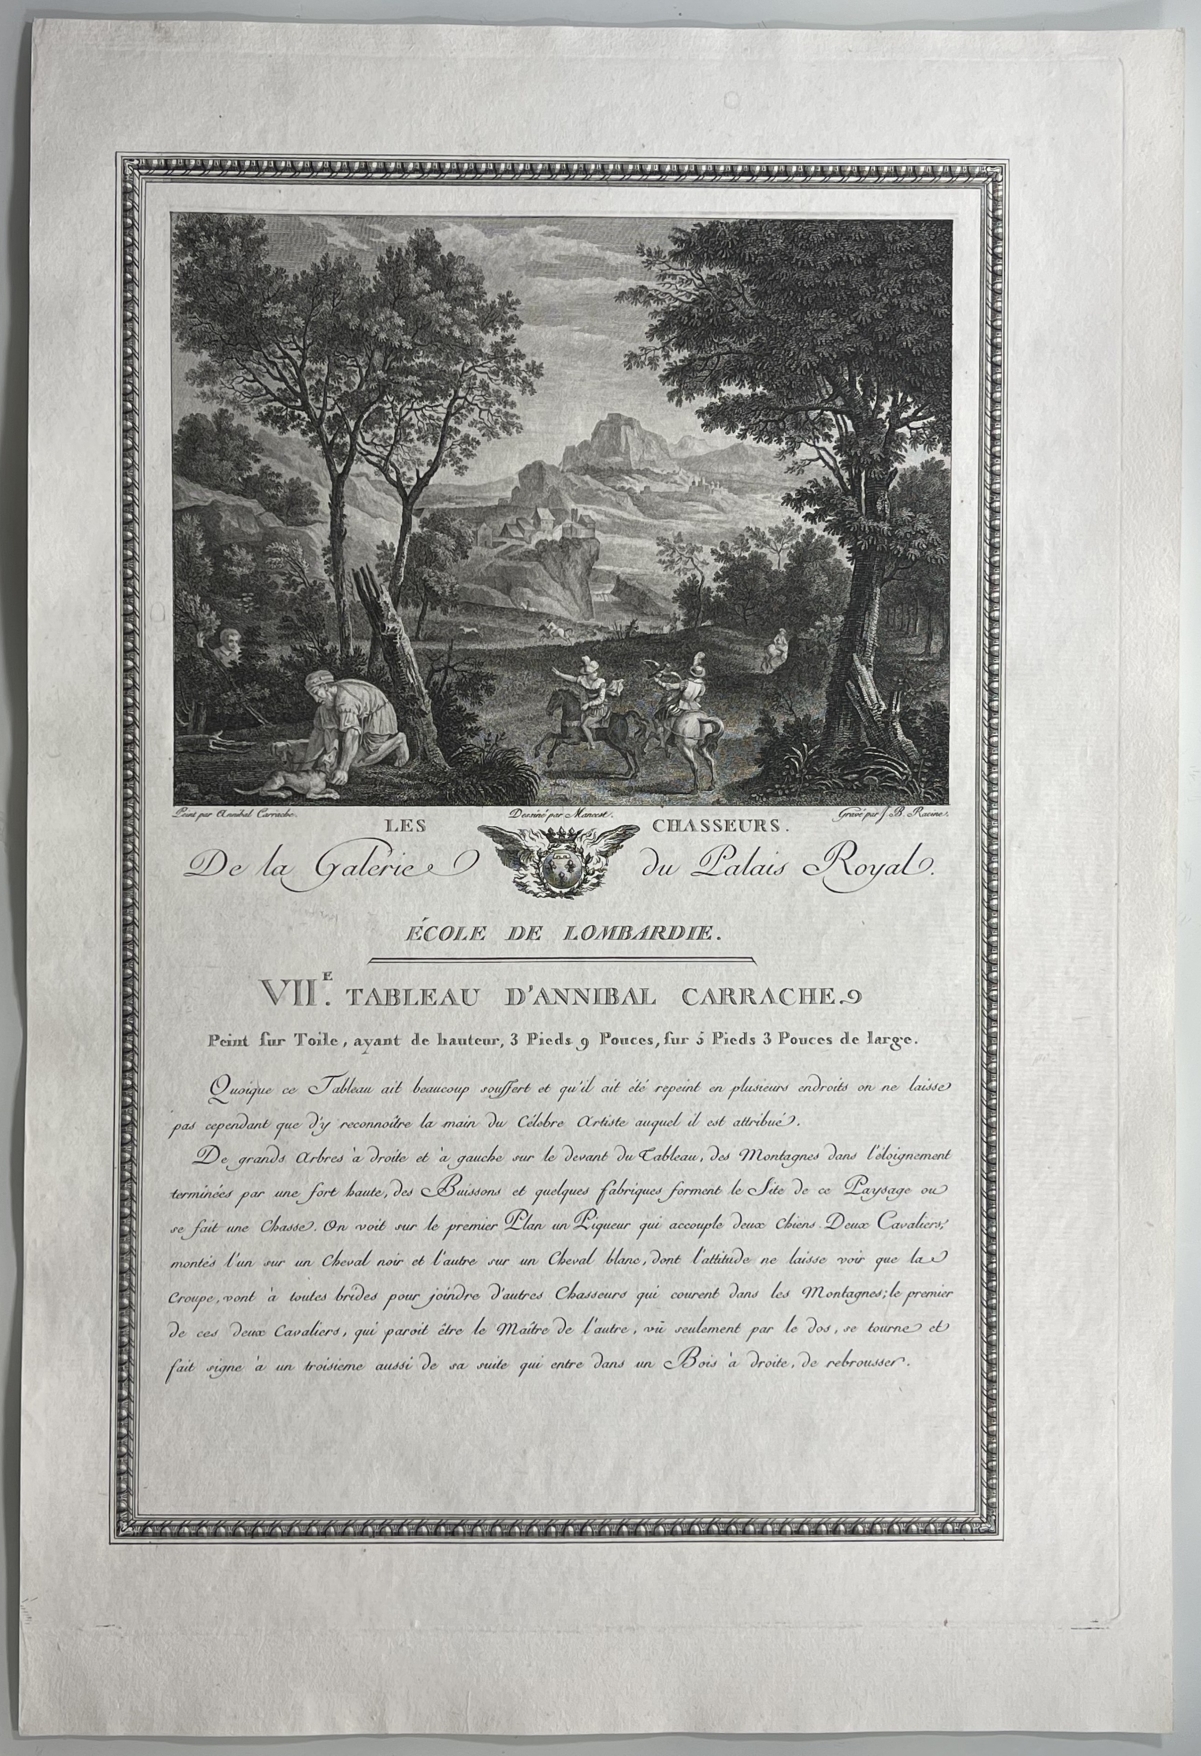 Peint par Annibal Carrache. Dessiné par Marcost. Gravé par J. B. Racine.
LES CHASSEURS.
De la Galerie du Palais Royal.
ÉCOLE DE LOMBARDIE.
VII.E TABLEAU D'ANNIBAL CARRACHE.
Peint sur Toile, ayant de hauteur, 3 Pieds 9 Pouces, sur 5 Pieds 3 Pouces de large.
Quoique ce Tableau ait beaucoup souffert et qu'il ait été repeint en plusieurs endroits on ne laisse
pas cependant que d'y reconnoître la main du Célebre Artiste auquel il est attribué.
De grands Arbres à droite et à gauche sur le devant du Tableau, des Montagnes dans l'éloignement
terminées par une fort haute, des Buissons et quelques fabriques forment le Site de ce Paysage ou
se fait une Chasse. On voit sur le premier Plan un Piqueur qui accouple deux Chiens. Deux Cavaliers,
montés l'un sur un Cheval noir et l'autre sur un Cheval blanc, dont l'attitude ne laisse voir que la
Croupe, vont à toutes brides pour joindre d'autres Chasseurs qui courent dans les Montagnes; le premier
de ces deux Cavaliers, qui paroit être le Maître de l'autre, vû seulement par le dos, se tourne et
fait signe à un troisieme aussi de sa suite qui entre dans un Bois à droite, de rebrousser.